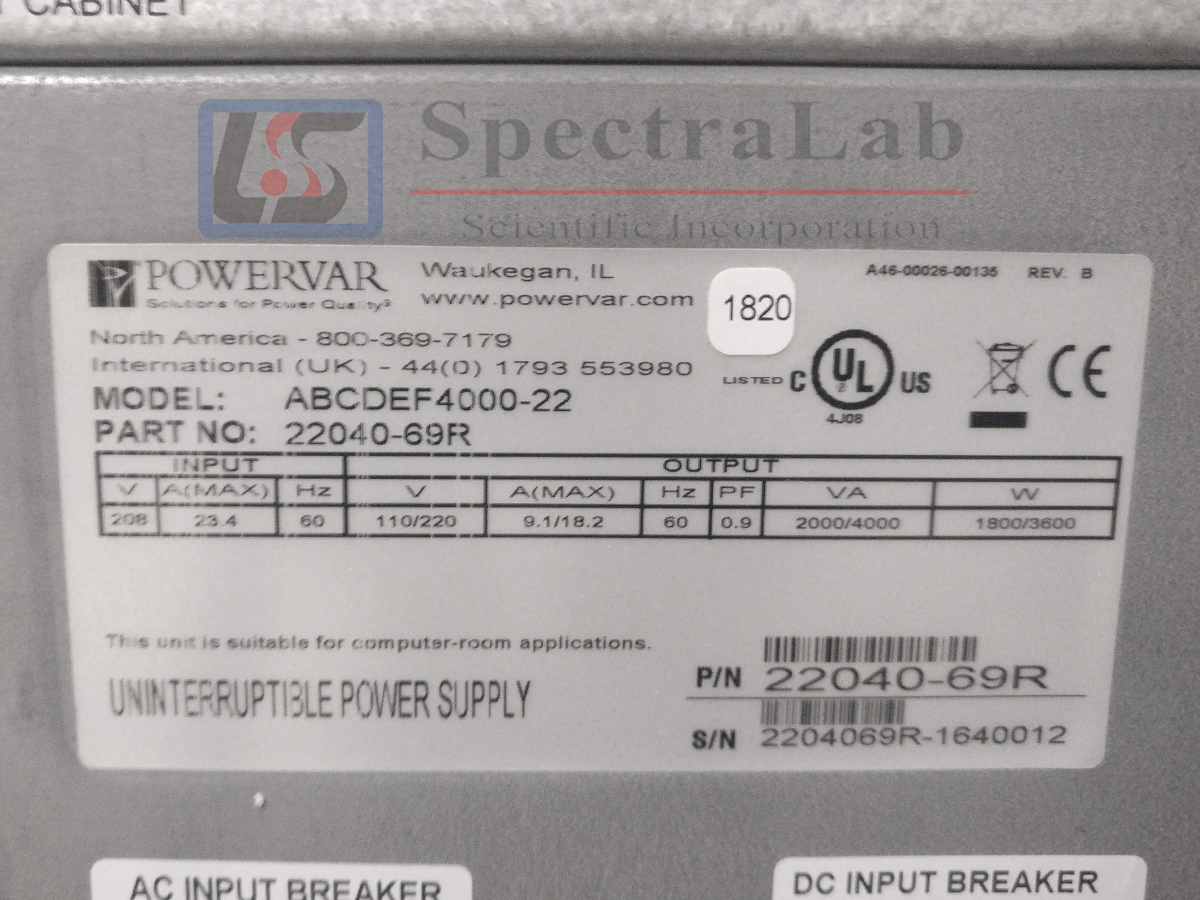 CABINET
LSS SpectraLab
Scientific Incorporation
POWERVAR
Solutions for Power Quality®
Waukegan, IL
www.powervar.com
1820
A46-00026-00135 REV. B
North America - 800-369-7179
International (UK) - 44(0) 1793 553980
LISTED C UL US
4J08
CE
MODEL: ABCDEF4000-22
PART NO: 22040-69R
INPUT OUTPUT
V A(MAX) Hz V A(MAX) Hz PF VA W
208 23.4 60 110/220 9.1/18.2 60 0.9 2000/4000 1800/3600
This unit is suitable for computer-room applications.
UNINTERRUPTIBLE POWER SUPPLY
P/N 22040-69R
S/N 2204069R-1640012
AC INPUT BREAKER
DC INPUT BREAKER